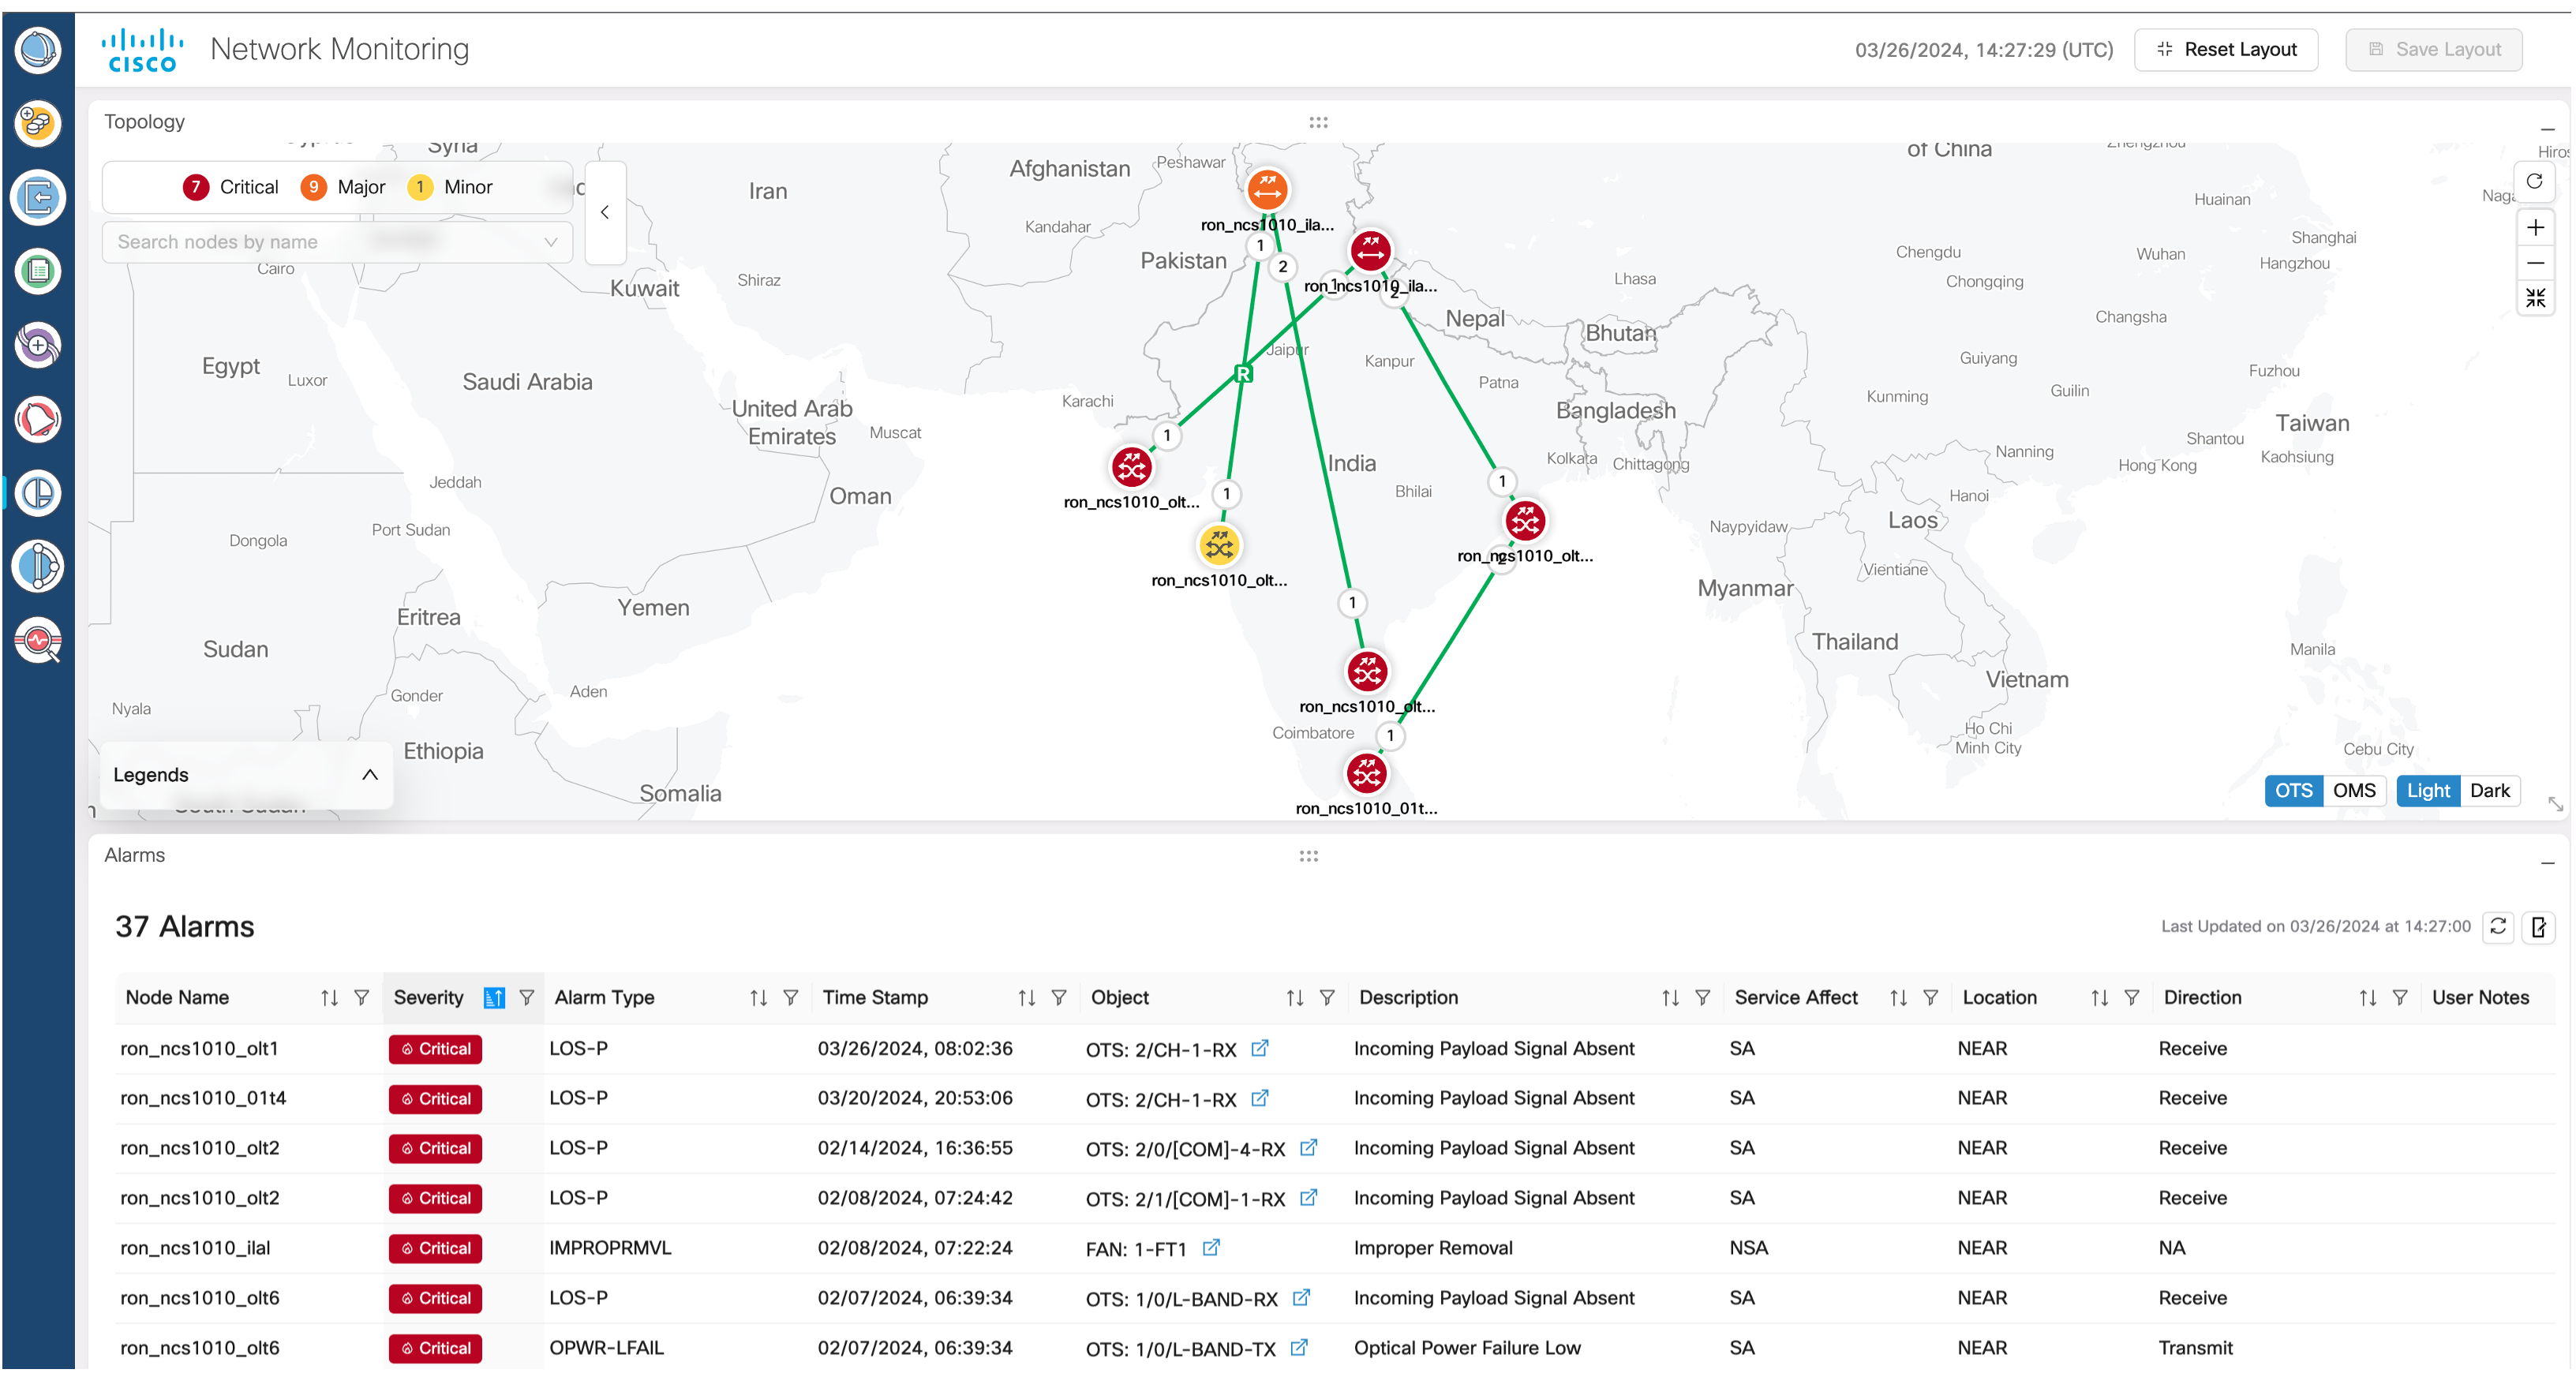 CISCO
Network Monitoring
03/26/2024, 14:27:29 (UTC)
Reset Layout
Save Layout
Topology
Syria
7 Critical 9 Major 1 Minor
Search nodes by name
Afghanistan
Peshawar
Iran
Kandahar
Pakistan
of China
Huainan
Shanghai
Chengdu
Wuhan
Hangzhou
Lhasa
Chongqing
Cairo
Kuwait
Shiraz
ron_ncs1010_ila...
ron_ncs1010_ila...
1
2
1
2
Nepal
Bhutan
Changsha
Jaipur
Kanpur
Guiyang
Egypt
Luxor
Saudi Arabia
R
Patna
Fuzhou
Guilin
Kunming
Karachi
United Arab
Emirates
Muscat
Bangladesh
Taiwan
1
Shantou
Nanning
India
Kolkata
Chittagong
Hong Kong
Kaohsiung
Jeddah
Oman
ron_ncs1010_olt...
1
Bhilai
1
Hanoi
Port Sudan
Dongola
Naypyidaw
Laos
ron_ncs1010_olt...
ron_ncs1010_olt...
2
Vientiane
Myanmar
Eritrea
Yemen
1
Sudan
Thailand
Manila
Vietnam
Gonder
Aden
Nyala
ron_ncs1010_olt...
Coimbatore
1
Ho Chi
Minh City
Ethiopia
Cebu City
Legends
Somalia
OTS OMS
Light Dark
ron_ncs1010_01t...
Alarms
37 Alarms
Last Updated on 03/26/2024 at 14:27:00
Node Name Severity Alarm Type Time Stamp Object Description Service Affect Location Direction User Notes
ron_ncs1010_olt1 Critical LOS-P 03/26/2024, 08:02:36 OTS: 2/CH-1-RX Incoming Payload Signal Absent SA NEAR Receive
ron_ncs1010_01t4 Critical LOS-P 03/20/2024, 20:53:06 OTS: 2/CH-1-RX Incoming Payload Signal Absent SA NEAR Receive
ron_ncs1010_olt2 Critical LOS-P 02/14/2024, 16:36:55 OTS: 2/0/[COM]-4-RX Incoming Payload Signal Absent SA NEAR Receive
ron_ncs1010_olt2 Critical LOS-P 02/08/2024, 07:24:42 OTS: 2/1/[COM]-1-RX Incoming Payload Signal Absent SA NEAR Receive
ron_ncs1010_ilal Critical IMPROPRMVL 02/08/2024, 07:22:24 FAN: 1-FT1 Improper Removal NSA NEAR NA
ron_ncs1010_olt6 Critical LOS-P 02/07/2024, 06:39:34 OTS: 1/0/L-BAND-RX Incoming Payload Signal Absent SA NEAR Receive
ron_ncs1010_olt6 Critical OPWR-LFAIL 02/07/2024, 06:39:34 OTS: 1/0/L-BAND-TX Optical Power Failure Low SA NEAR Transmit